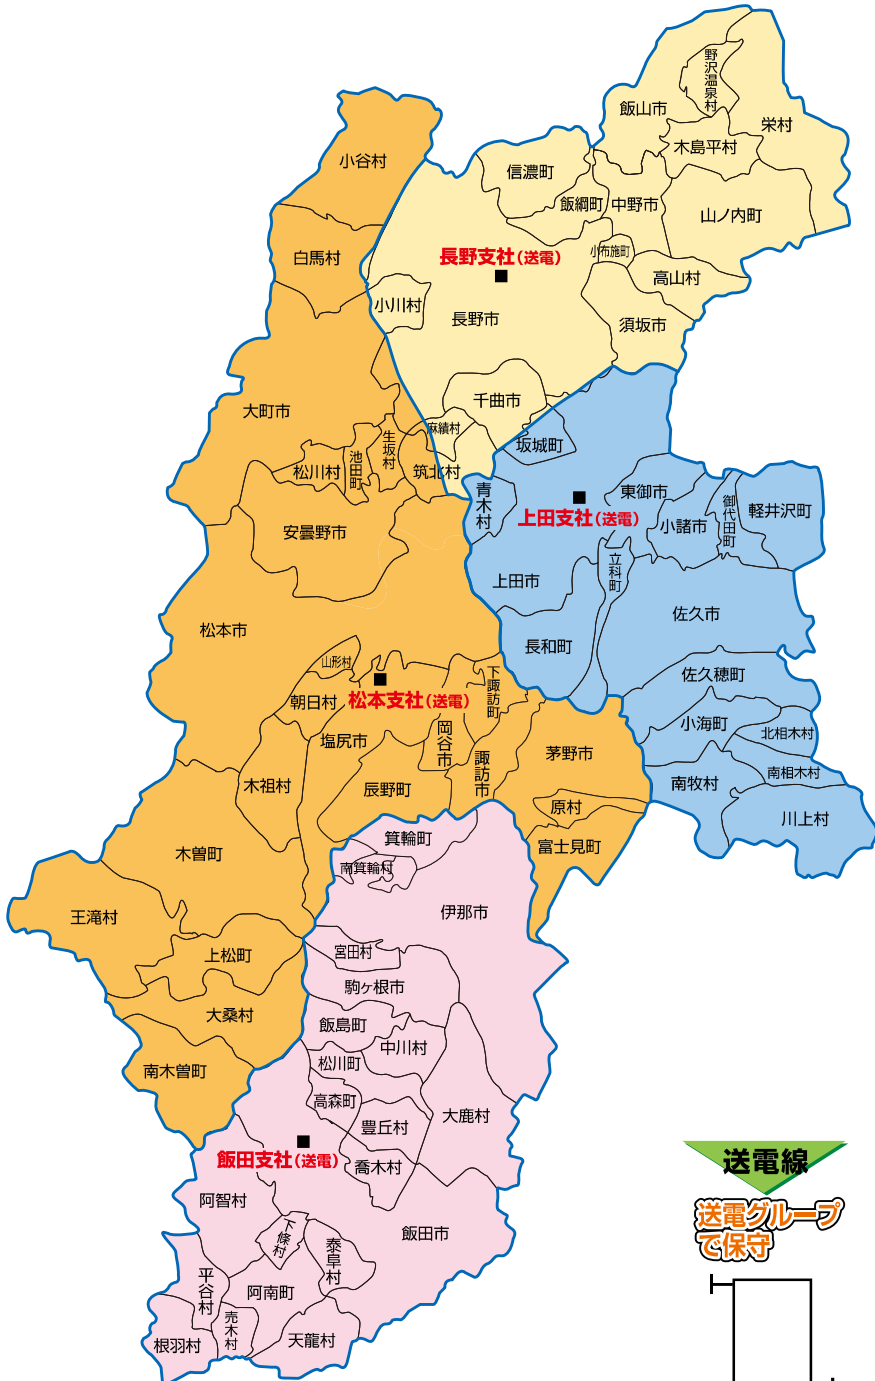 野沢温泉村
飯山市
栄村
木島平村
小谷村
信濃町
飯綱町
中野市
山ノ内町
白馬村
長野支社(送電)
小布施町
高山村
小川村
長野市
須坂市
千曲市
大町市
麻績村
生坂村
池田町
松川村
筑北村
坂城町
青木村
東御市
御代田町
軽井沢町
上田支社(送電)
小諸市
安曇野市
立科町
上田市
佐久市
松本市
長和町
山形村
下諏訪町
佐久穂町
朝日村
松本支社(送電)
岡谷市
小海町
北相木村
塩尻市
諏訪市
茅野市
南相木村
木祖村
辰野町
南牧村
原村
川上村
箕輪町
富士見町
木曽町
南箕輪村
王滝村
伊那市
上松町
宮田村
駒ヶ根市
大桑村
飯島町
中川村
南木曽町
松川町
高森町
大鹿村
豊丘村
飯田支社(送電)
喬木村
送電線
阿智村
送電グループ
で保守
飯田市
下條村
泰阜村
平谷村
阿南町
売木村
根羽村
天龍村